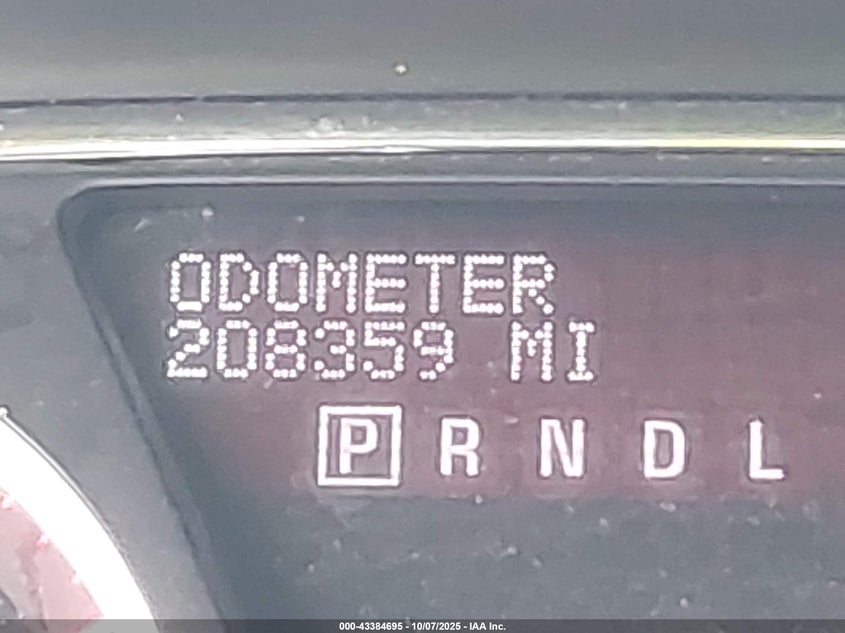 ODOMETER
208359 MI
P R N D L
000-43384695 - 10/07/2025 - IAA Inc.